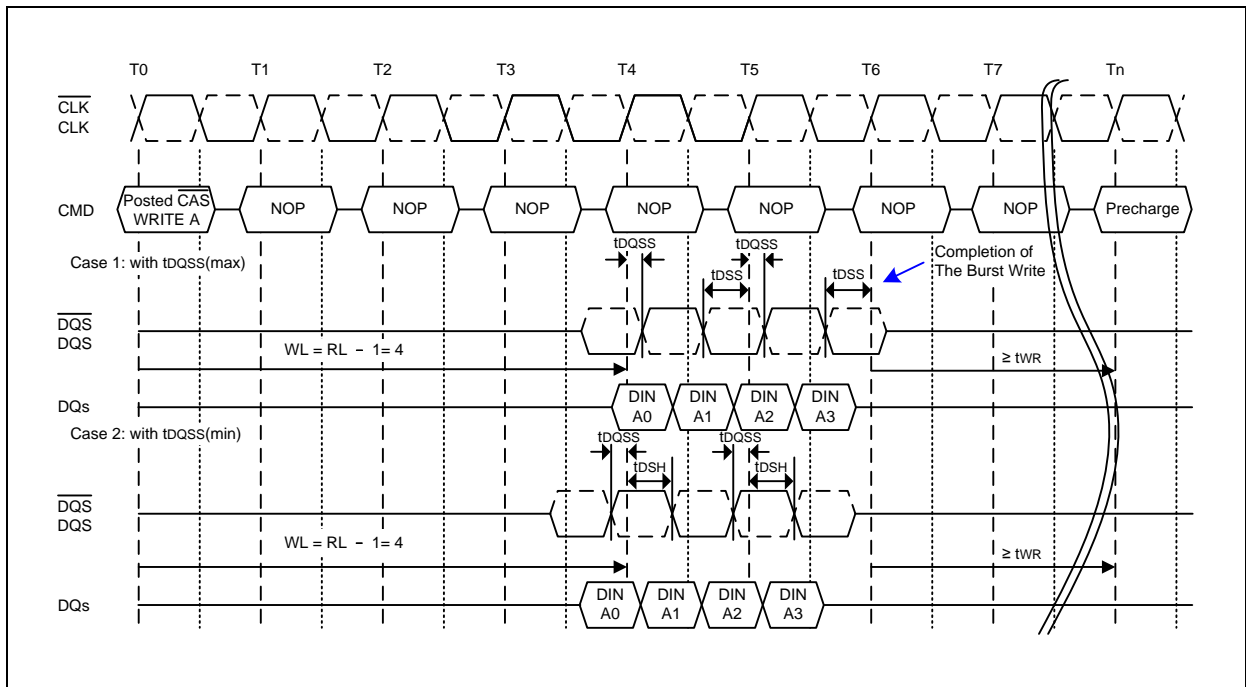 T0 T1 T2 T3 T4 T5 T6 T7 Tn
CLK
CLK
CMD
Posted CAS
WRITE A
NOP NOP NOP NOP NOP NOP NOP Precharge
Case 1: with tDQSS(max)
tDQSS tDQSS
tDSS tDSS
Completion of
The Burst Write
DQS
DQS
WL = RL - 1= 4
≥ tWR
DQs
DIN DIN DIN DIN
A0 A1 A2 A3
Case 2: with tDQSS(min)
tDQSS tDQSS
tDSH tDSH
DQS
DQS
WL = RL - 1= 4
≥ tWR
DQs
DIN DIN DIN DIN
A0 A1 A2 A3